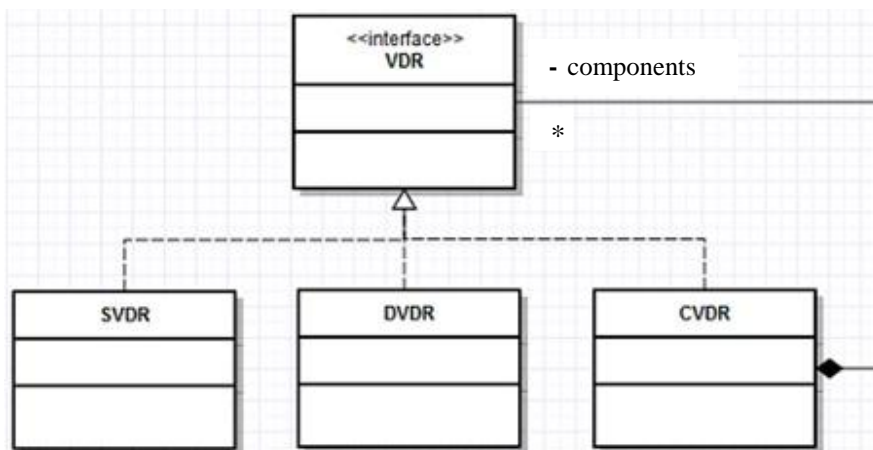 <<interface>>
VDR
- components
*
SVDR
DVDR
CVDR